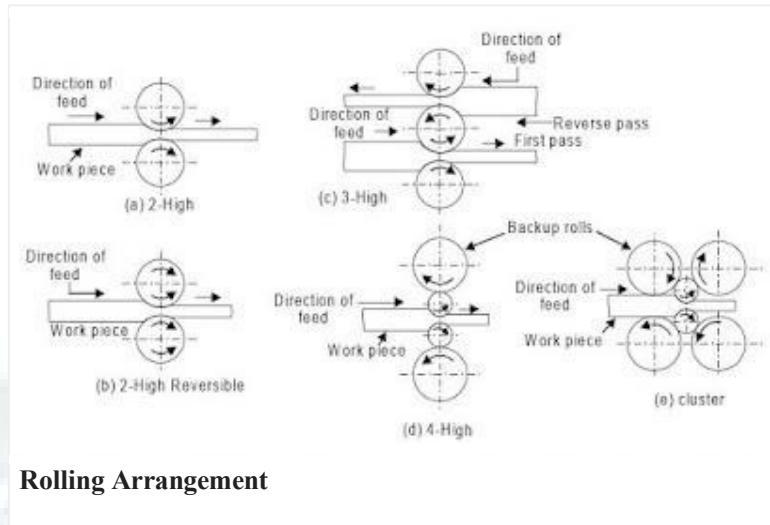 Direction of
feed
Work piece
(a) 2-High
Direction of
feed
Direction of
feed
Reverse pass
First pass
(c) 3-High
Direction of
feed
Work piece
(b) 2-High Reversible
Backup rolls
Direction of
feed
Work piece
(d) 4-High
Direction of
feed
Work piece
(e) cluster
Rolling Arrangement